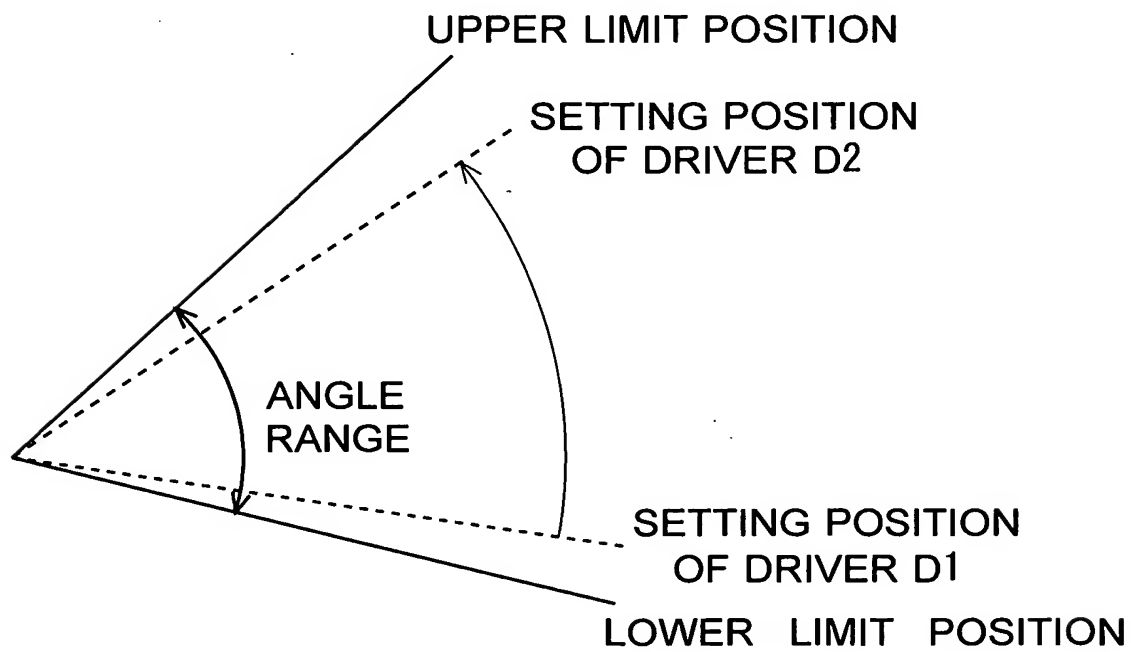 UPPER LIMIT POSITION
SETTING POSITION
OF DRIVER D2
ANGLE
RANGE
SETTING POSITION
OF DRIVER D1
LOWER LIMIT POSITION